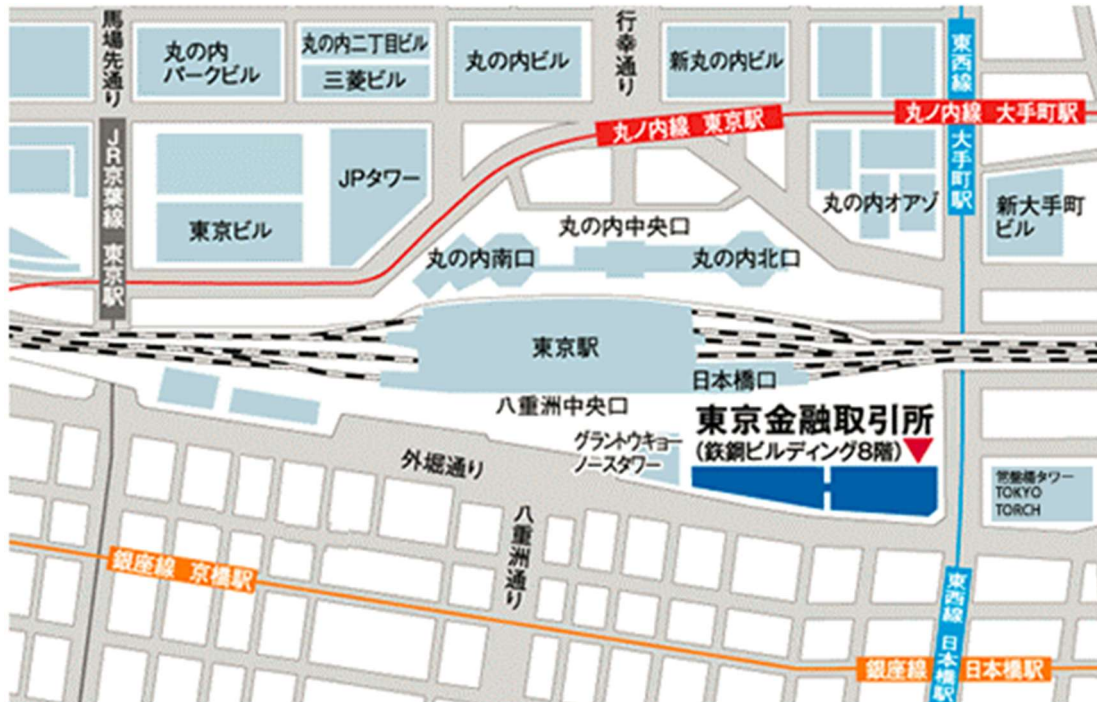 馬場先通り
丸の内
パークビル
丸の内二丁目ビル
三菱ビル
丸の内ビル
行幸通り
新丸の内ビル
東西線 大手町駅
丸ノ内線 東京駅
丸ノ内線 大手町駅
JR京葉線 東京駅
JPタワー
東京ビル
丸の内オアゾ
新大手町
ビル
丸の内中央口
丸の内南口
丸の内北口
東京駅
日本橋口
八重洲中央口
東京金融取引所
(鉄鋼ビルディング8階)
グラントウキョー
ノースタワー
外堀通り
常盤橋タワー
TOKYO
TORCH
八重洲通り
銀座線 京橋駅
東西線 日本橋駅
銀座線 日本橋駅